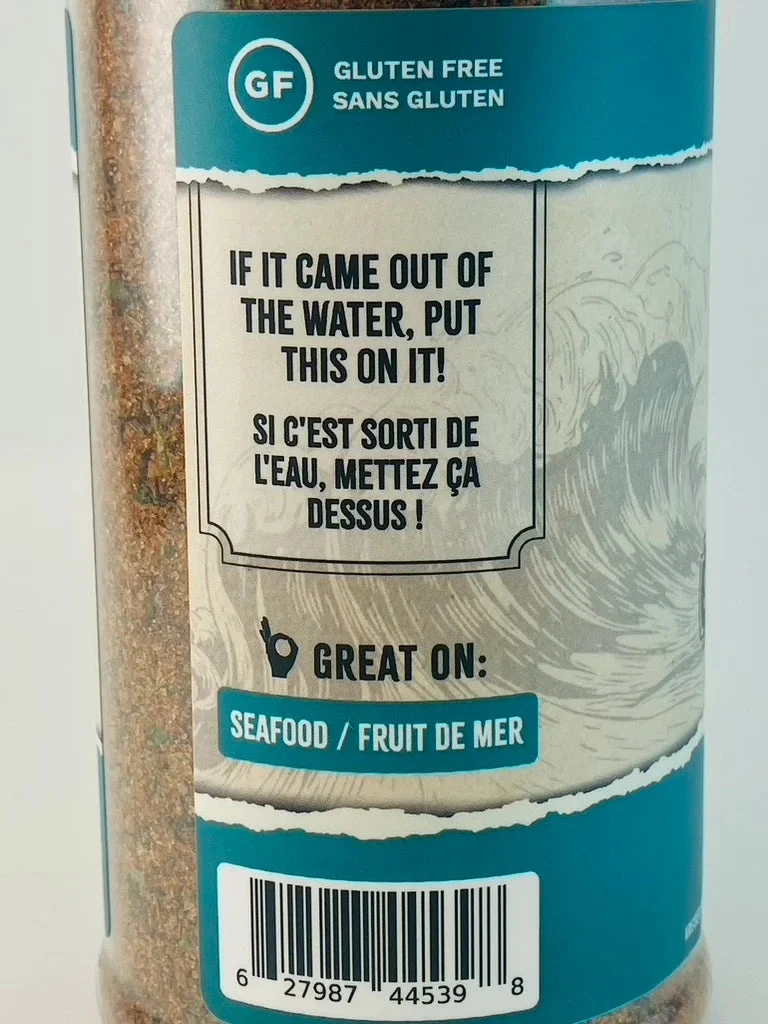 GF
GLUTEN FREE
SANS GLUTEN
IF IT CAME OUT OF
THE WATER, PUT
THIS ON IT!
SI C'EST SORTI DE
L'EAU, METTEZ ÇA
DESSUS !
GREAT ON:
SEAFOOD / FRUIT DE MER
6 27987 44539 8